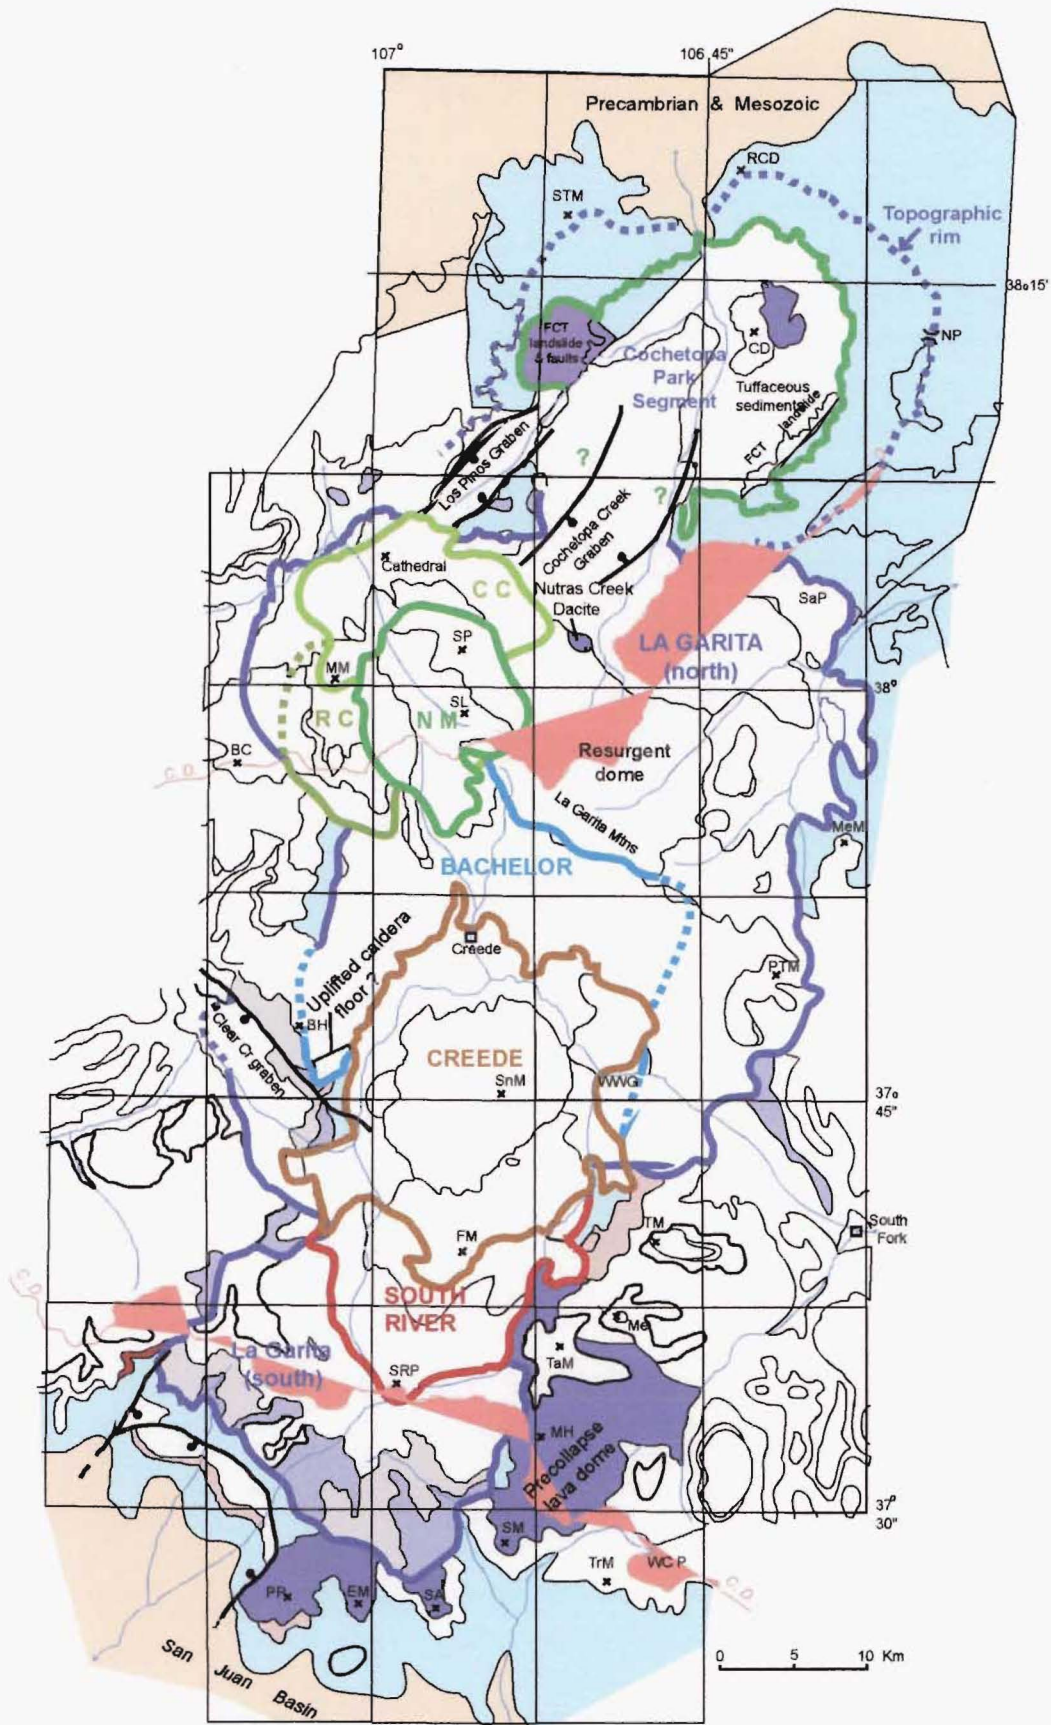 107°
106 45"
Precambrian & Mesozoic
RCD
STM
Topographic
rim
38o15'
NP
FCT
landslide
& faults
Cochetopa
Park
Segment
CD
Tuffaceous
sediments
FCT landslide
Los Pinos Graben
?
?
Cochetopa Creek
Graben
Cathedral
C C
Nutras Creek
Dacite
SaP
SP
LA GARITA
(north)
MM
38°
SL
R C
N M
BC
C.D.
Resurgent
dome
La Garita Mtns
MeM
BACHELOR
Creede
Uplifted caldera
floor ?
PTM
BH
Clear Cr graben
CREEDE
SnM
WWG
37o
45"
South
Fork
TM
FM
C.D.
SOUTH
RIVER
Me
La Garita
(south)
TaM
SRP
MH
Precollapse
lava dome
37°
30"
SM
TrM
WCP
C.D.
PR
EM
SA
San Juan Basin
0 5 10 Km